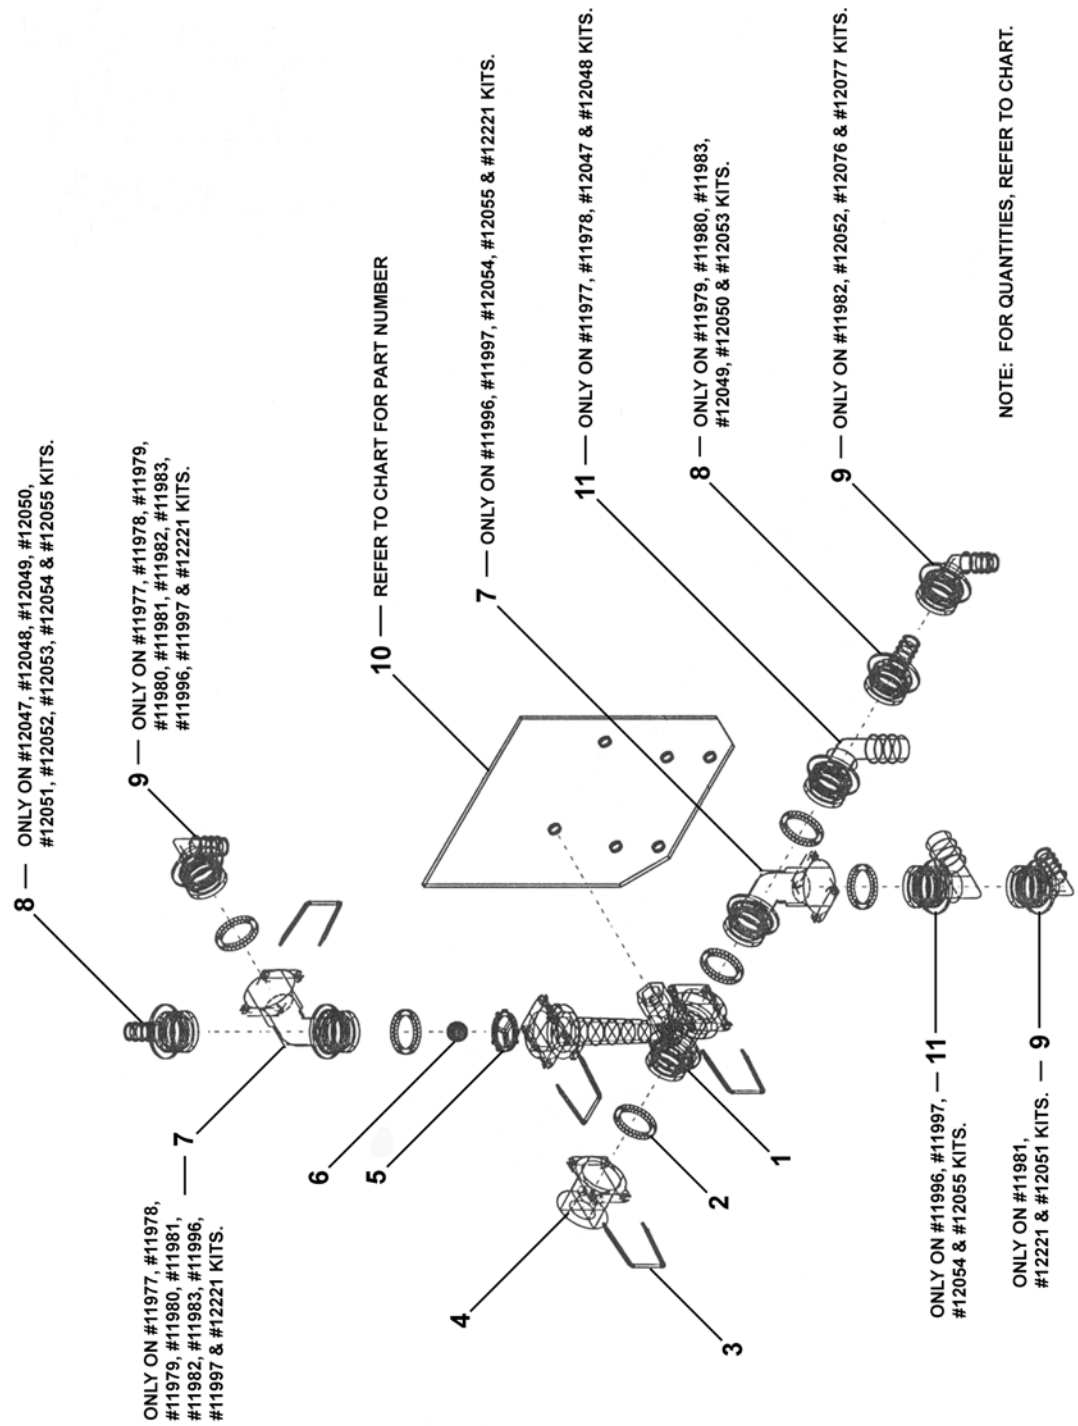 8 — ONLY ON #12047, #12048, #12049, #12050,
#12051, #12052, #12053, #12054 & #12055 KITS.
9 — ONLY ON #11977, #11978, #11979,
#11980, #11981, #11982, #11983,
#11996, #11997 & #12221 KITS.
ONLY ON #11977, #11978,
#11979, #11980, #11981,
#11982, #11983, #11996,
#11997 & #12221 KITS.
— 7
10 — REFER TO CHART FOR PART NUMBER
6
5
7 — ONLY ON #11996, #11997, #12054, #12055 & #12221 KITS.
4
11 — ONLY ON #11977, #11978, #12047 & #12048 KITS.
8 — ONLY ON #11979, #11980, #11983,
#12049, #12050 & #12053 KITS.
3
2
1
9 — ONLY ON #11982, #12052, #12076 & #12077 KITS.
ONLY ON #11996, #11997, — 11
#12054 & #12055 KITS.
ONLY ON #11981,
#12221 & #12051 KITS. — 9
NOTE: FOR QUANTITIES, REFER TO CHART.